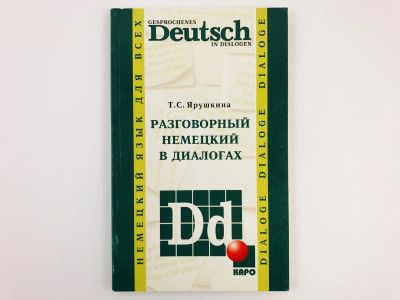 GESPROCHENES
Deutsch
IN DIALOGEN
Т.С. Ярушкина
РАЗГОВОРНЫЙ
НЕМЕЦКИЙ
В ДИАЛОГАХ
Dd
КАРО
НЕМЕЦКИЙ ЯЗЫК ДЛЯ ВСЕХ
DIALOGE DIALOGE DIALOGE